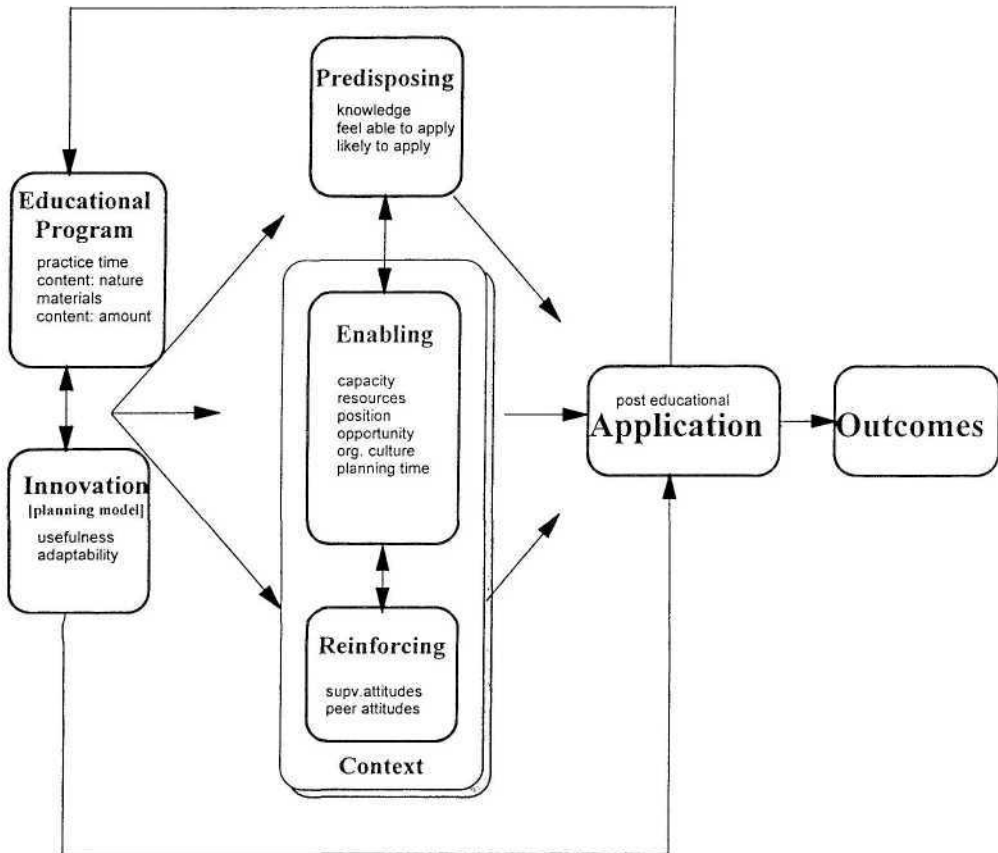 Predisposing
knowledge
feel able to apply
likely to apply
Educational
Program
practice time
content: nature
materials
content: amount
Innovation
[planning model]
usefulness
adaptability
Enabling
capacity
resources
position
opportunity
org. culture
planning time
Reinforcing
supv.attitudes
peer attitudes
Context
post educational
Application
Outcomes